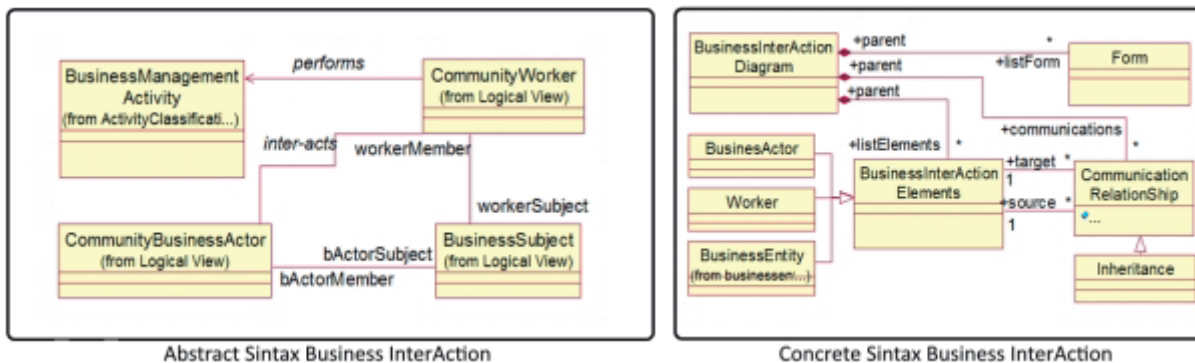 performs
BusinessManagement
Activity
(from ActivityClassificati...)
CommunityWorker
(from Logical View)
inter-acts
workerMember
workerSubject
CommunityBusinessActor
(from Logical View)
bActorSubject
bActorMember
BusinessSubject
(from Logical View)
Abstract Sintax Business InterAction
BusinessInterAction
Diagram
+parent
*
+listForm
Form
+parent
+parent
+communications
*
+listElements
*
BusinesActor
Worker
BusinessEntity
(from businessen/...)
BusinessInterAction
Elements
+target
*
1
+source
*
1
Communication
RelationShip
...
Inheritance
Concrete Sintax Business InterAction